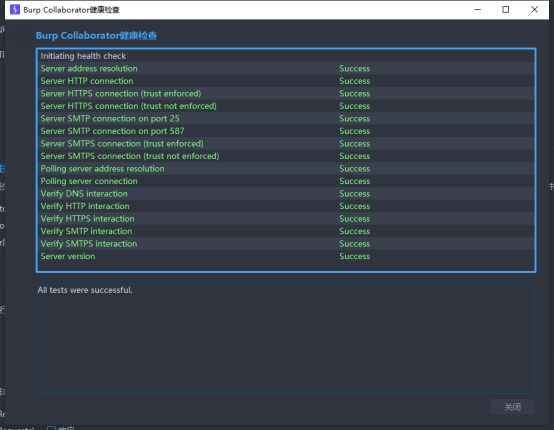 Burp Collaborator健康检查
Burp Collaborator健康检查
Initiating health check
Server address resolution Success
Server HTTP connection Success
Server HTTPS connection (trust enforced) Success
Server HTTPS connection (trust not enforced) Success
Server SMTP connection on port 25 Success
Server SMTP connection on port 587 Success
Server SMTPS connection (trust enforced) Success
Server SMTPS connection (trust not enforced) Success
Polling server address resolution Success
Polling server connection Success
Verify DNS interaction Success
Verify HTTP interaction Success
Verify HTTPS interaction Success
Verify SMTP interaction Success
Verify SMTPS interaction Success
Server version Success
All tests were successful.
关闭